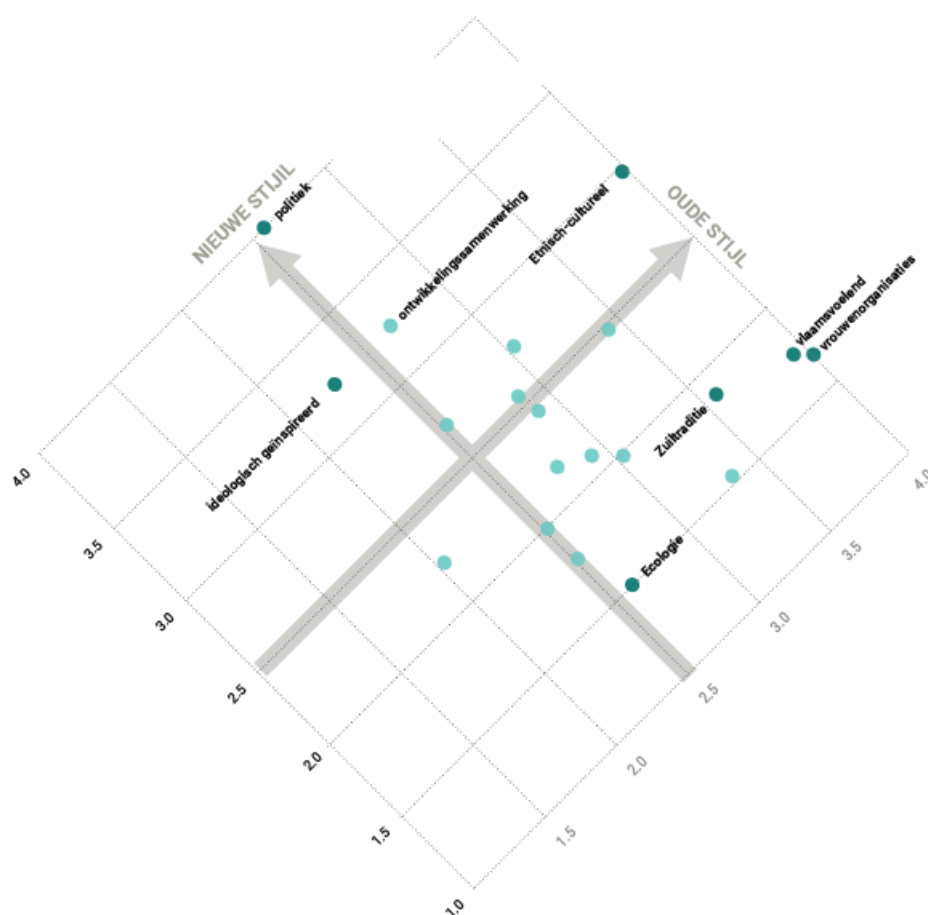 NIEUWE STIJIL
politiek
ontwikkelingssamenwerking
Etnisch-cultureel
OUDE STIJL
vlaamsvoelend
vrouwenorganisaties
ideologisch geïnspireerd
Zuiltraditie
Ecologie
4.0
3.5
3.0
2.5
2.0
1.5
1.0
1.5
2.0
2.5
3.0
3.5
4.0